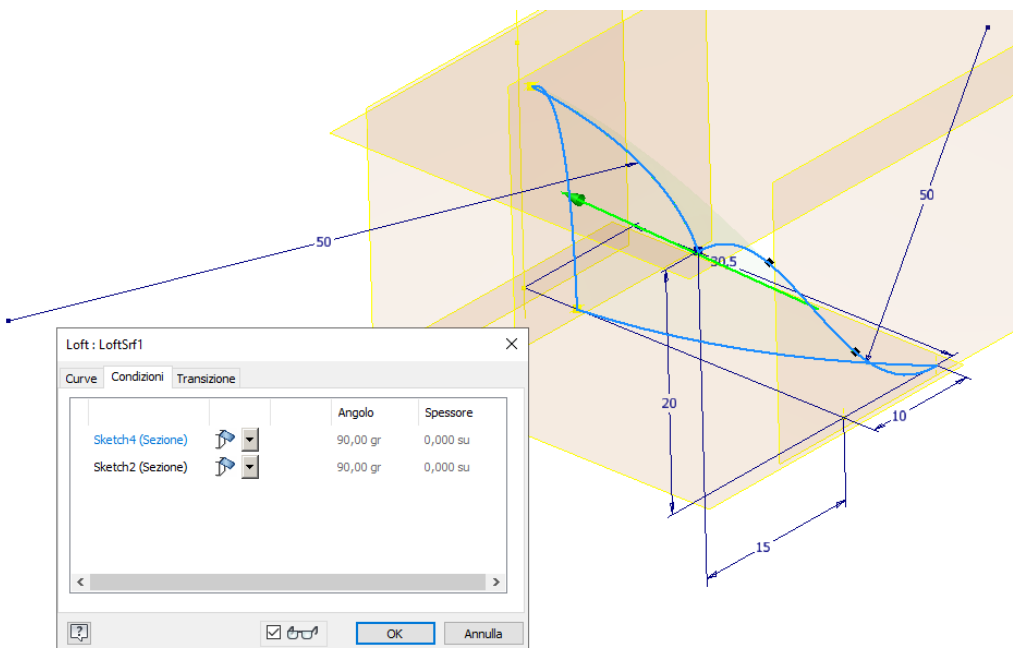 50
50
30,5
20
10
15
Loft : LoftSrf1
Curve Condizioni Transizione
Angolo Spessore
Sketch4 (Sezione) 90,00 gr 0,000 su
Sketch2 (Sezione) 90,00 gr 0,000 su
OK Annulla